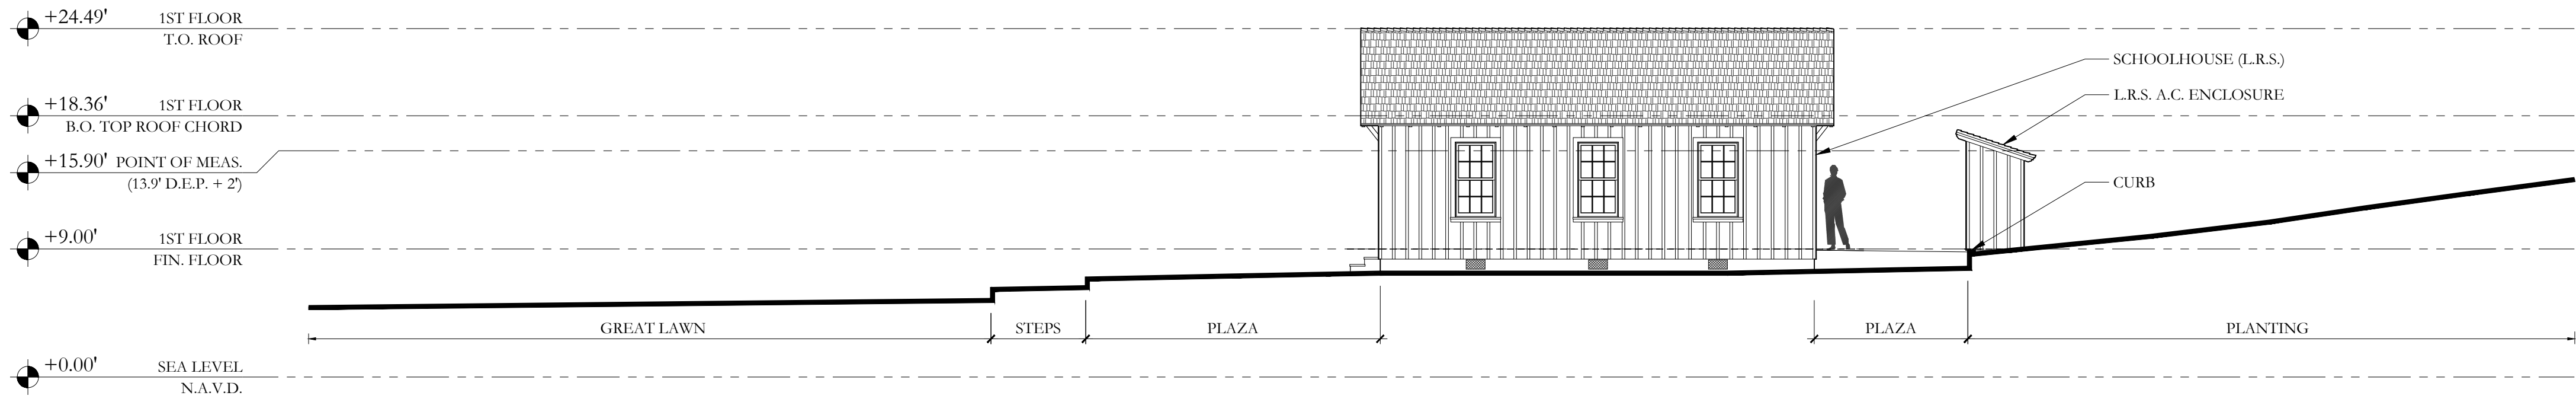 +24.49' 1ST FLOOR
T.O. ROOF
+18.36' 1ST FLOOR
B.O. TOP ROOF CHORD
+15.90' POINT OF MEAS.
(13.9' D.E.P. + 2')
+9.00' 1ST FLOOR
FIN. FLOOR
+0.00' SEA LEVEL
N.A.V.D.
SCHOOLHOUSE (L.R.S.)
L.R.S. A.C. ENCLOSURE
CURB
GREAT LAWN
STEPS
PLAZA
PLAZA
PLANTING